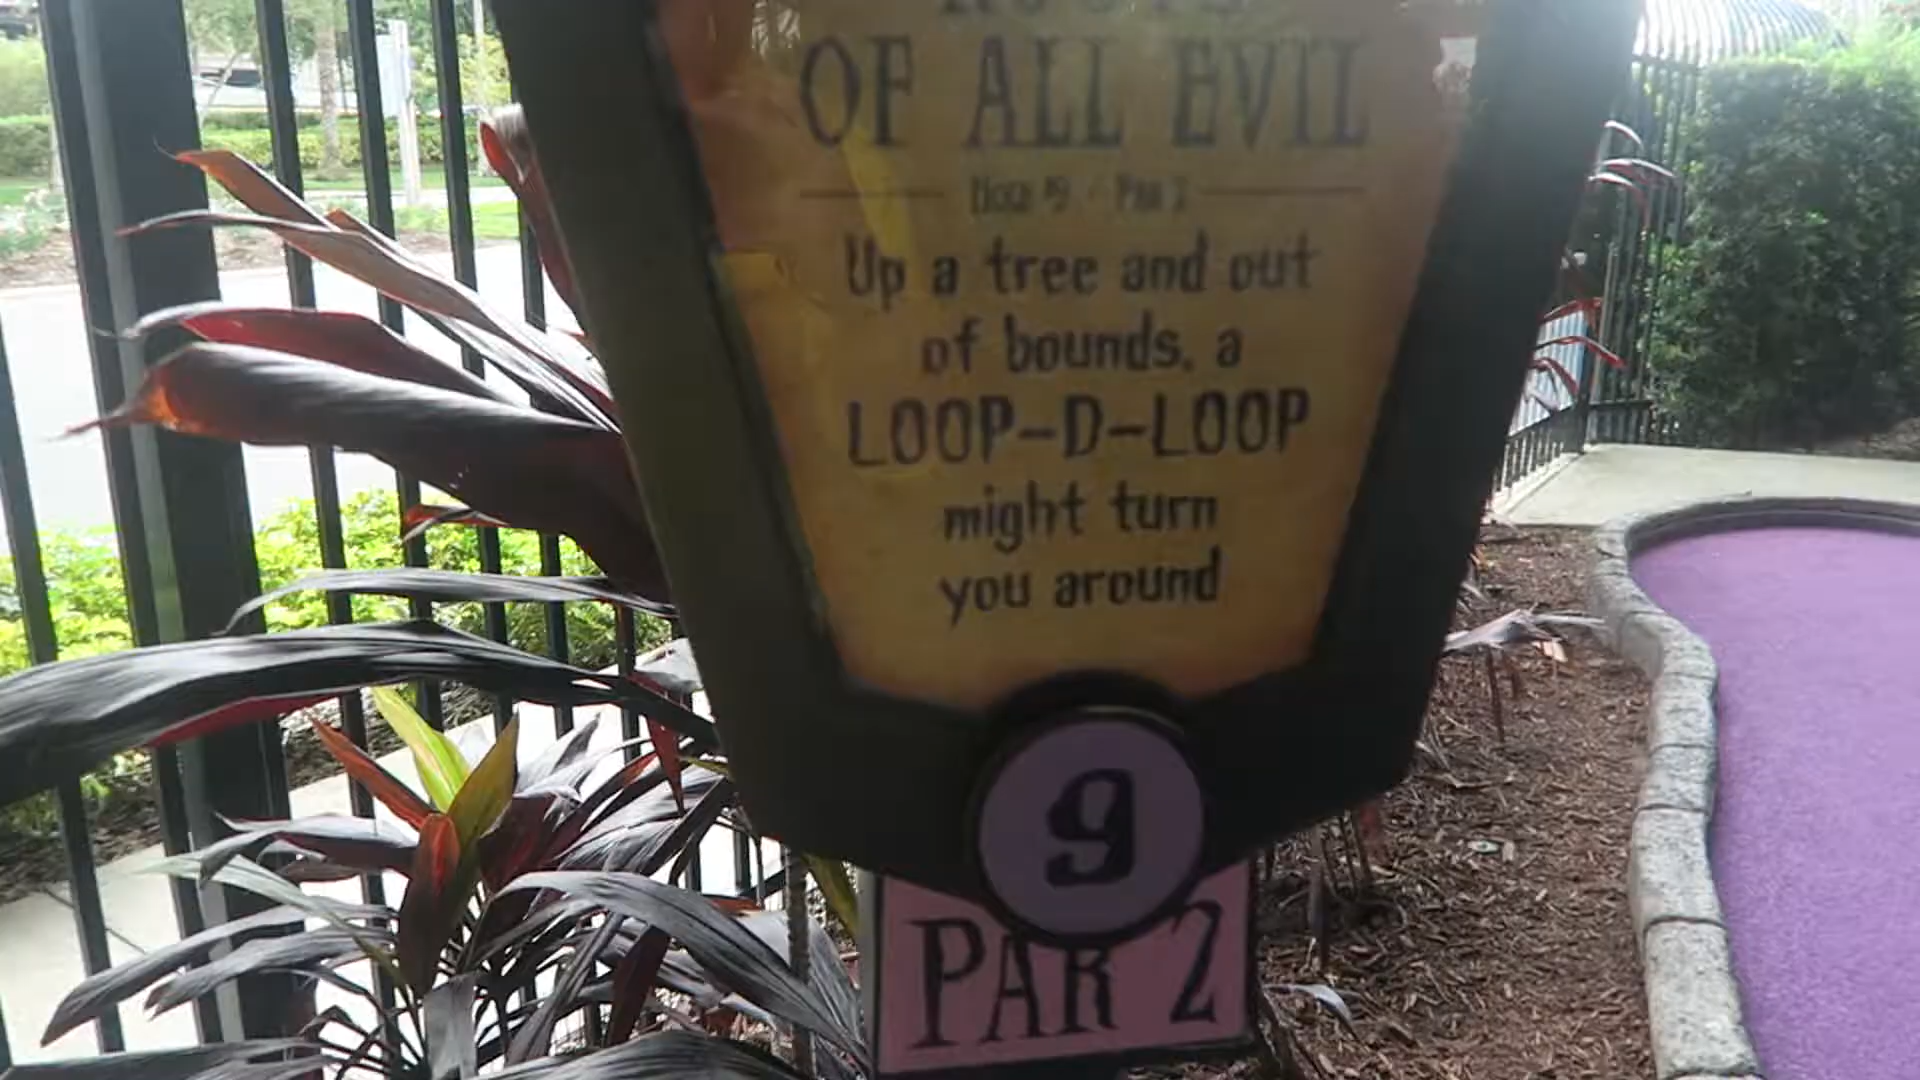 OF ALL EVIL
Hole 9 Par 2
Up a tree and out
of bounds, a
LOOP-D-LOOP
might turn
you around
9
PAR 2